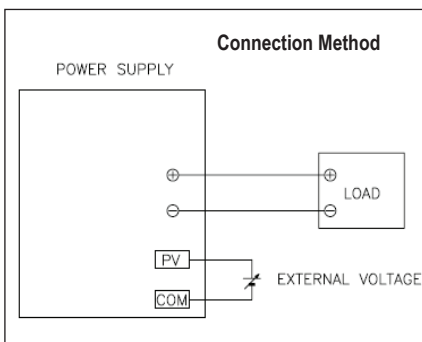 Connection Method
POWER SUPPLY
⊕ ⊕
LOAD
⊖ ⊖
PV
EXTERNAL VOLTAGE
COM